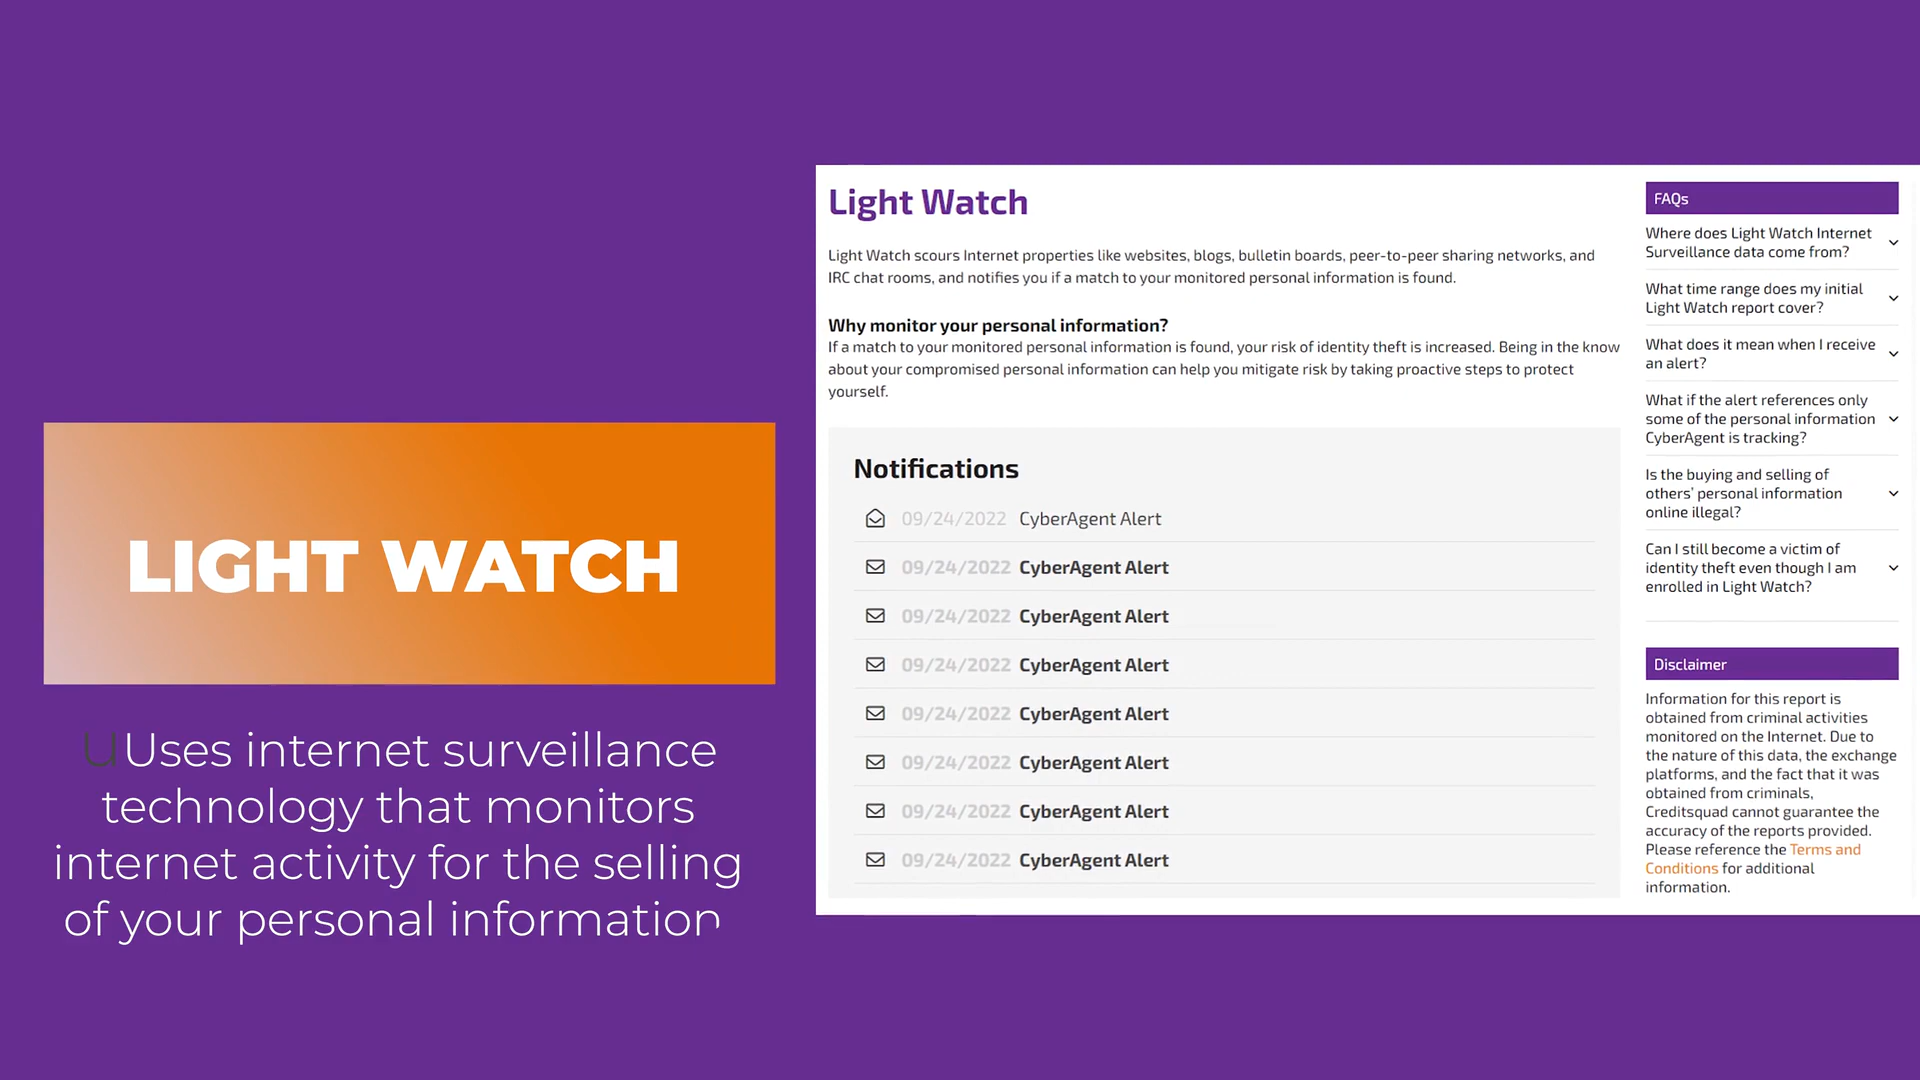 LIGHT WATCH
UUses internet surveillance
technology that monitors
internet activity for the selling
of your personal information
Light Watch
Light Watch scours Internet properties like websites, blogs, bulletin boards, peer-to-peer sharing networks, and
IRC chat rooms, and notifies you if a match to your monitored personal information is found.
Why monitor your personal information?
If a match to your monitored personal information is found, your risk of identity theft is increased. Being in the know
about your compromised personal information can help you mitigate risk by taking proactive steps to protect
yourself.
Notifications
09/24/2022 CyberAgent Alert
09/24/2022 CyberAgent Alert
09/24/2022 CyberAgent Alert
09/24/2022 CyberAgent Alert
09/24/2022 CyberAgent Alert
09/24/2022 CyberAgent Alert
09/24/2022 CyberAgent Alert
09/24/2022 CyberAgent Alert
FAQs
Where does Light Watch Internet
Surveillance data come from?
What time range does my initial
Light Watch report cover?
What does it mean when I receive
an alert?
What if the alert references only
some of the personal information
CyberAgent is tracking?
Is the buying and selling of
others' personal information
online illegal?
Can I still become a victim of
identity theft even though I am
enrolled in Light Watch?
Disclaimer
Information for this report is
obtained from criminal activities
monitored on the Internet. Due to
the nature of this data, the exchange
platforms, and the fact that it was
obtained from criminals,
Creditsquad cannot guarantee the
accuracy of the reports provided.
Please reference the Terms and
Conditions for additional
information.